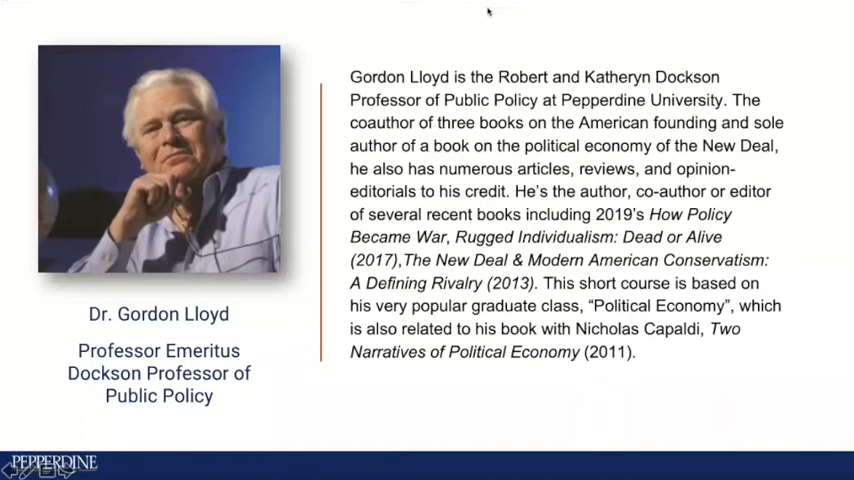 Gordon Lloyd is the Robert and Katheryn Dockson
Professor of Public Policy at Pepperdine University. The
coauthor of three books on the American founding and sole
author of a book on the political economy of the New Deal,
he also has numerous articles, reviews, and opinion-
editorials to his credit. He's the author, co-author or editor
of several recent books including 2019's How Policy
Became War, Rugged Individualism: Dead or Alive
(2017),The New Deal & Modern American Conservatism:
A Defining Rivalry (2013). This short course is based on
his very popular graduate class, “Political Economy”, which
is also related to his book with Nicholas Capaldi, Two
Narratives of Political Economy (2011).
Dr. Gordon Lloyd
Professor Emeritus
Dockson Professor of
Public Policy
PEPPERDINE